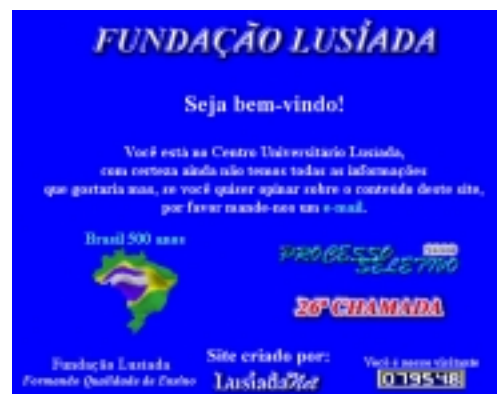 FUNDAÇÃO LUSÍADA
Seja bem-vindo!
Você está no Centro Universitário Lusíada,
com certeza ainda não temos todas as informações
que gostaria mas, se você quiser opinar sobre o conteúdo deste site,
por favor mande-nos um e-mail.
Brasil 500 anos
PROCESSO
SELETIVO
26ª CHAMADA
Fundação Lusíada
Formando Qualidade de Ensino
Site criado por:
LusíadaNet
Você é nosso visitante
079548